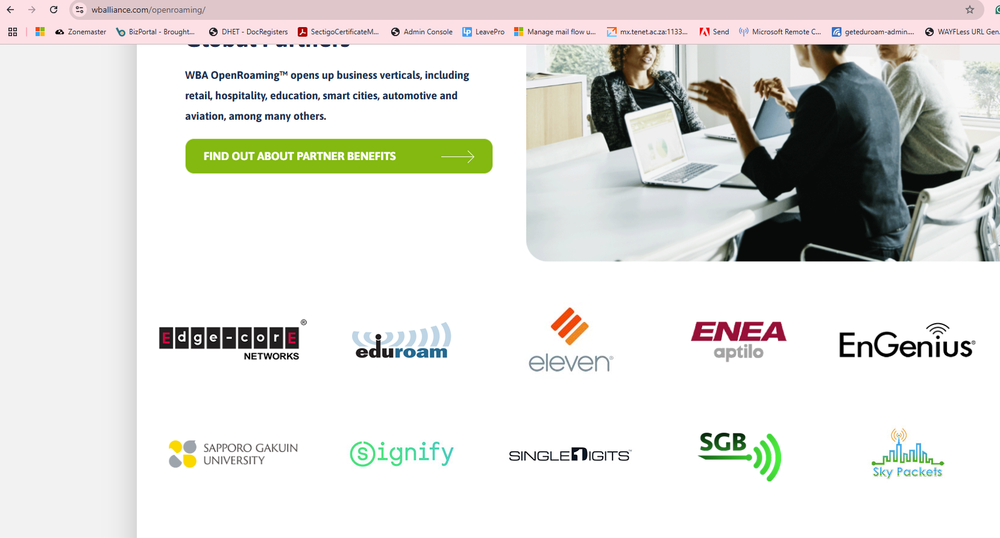 wballiance.com/openroaming/
Zonemaster
BizPortal - Brought...
DHET - DocRegisters
SectigoCertificateM...
Admin Console
LeavePro
Manage mail flow u...
mx.tenet.ac.za:1133...
Send
Microsoft Remote C...
geteduroam-admin....
WAYFLess URL Gen
Global Partners
WBA OpenRoaming™ opens up business verticals, including
retail, hospitality, education, smart cities, automotive and
aviation, among many others.
FIND OUT ABOUT PARTNER BENEFITS
Edge-corE®
NETWORKS
eduroam
eleven®
ENEA
aptilo
EnGenius®
SAPPORO GAKUIN
UNIVERSITY
signify
SINGLE1DIGITS™
SGB
Sky Packets